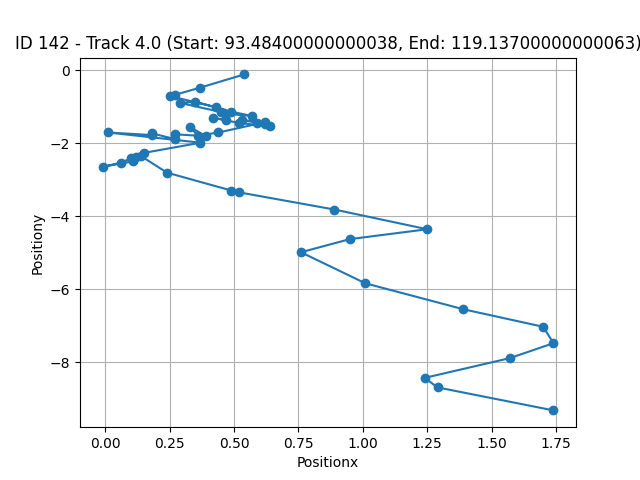 ID 142 - Track 4.0 (Start: 93.48400000000038, End: 119.13700000000063)
0
−2
−4
−6
−8
Positiony
0.00 0.25 0.50 0.75 1.00 1.25 1.50 1.75
Positionx